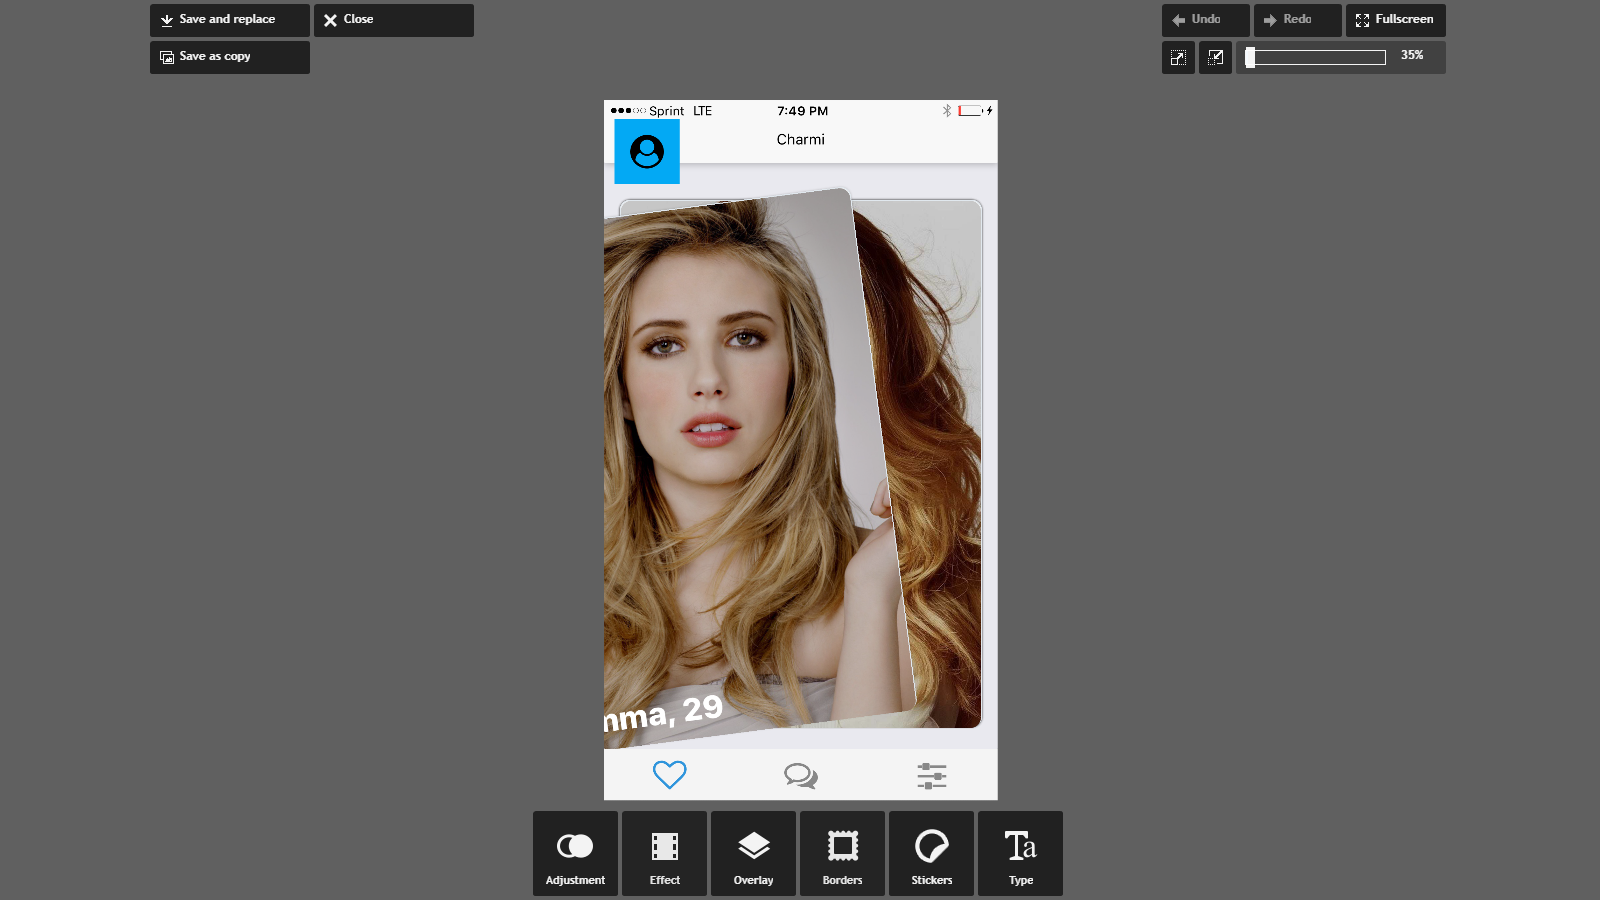 Save and replace
Close
Undo
Redo
Fullscreen
Save as copy
35%
Sprint LTE
7:49 PM
Charmi
mma, 29
Adjustment
Effect
Overlay
Borders
Stickers
Ta
Type